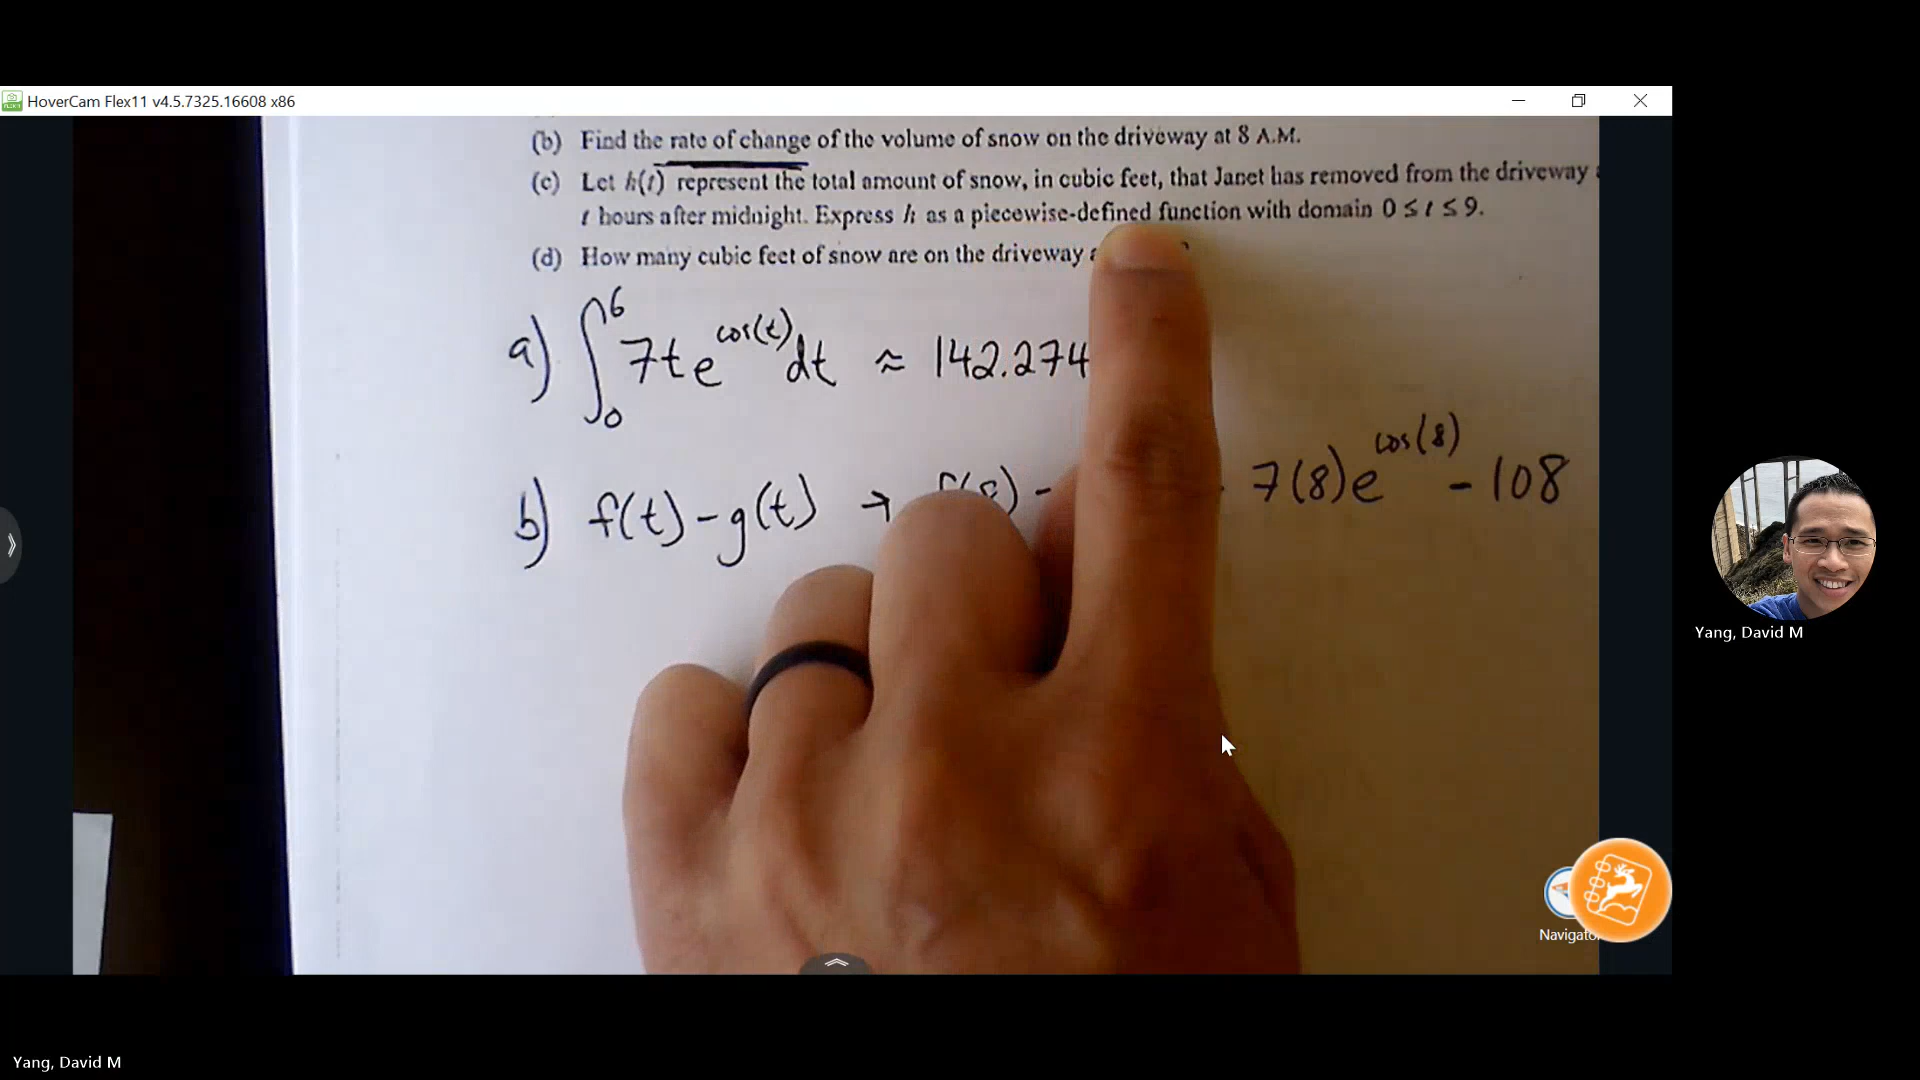 HoverCam Flex11 v4.5.7325.16608 x86
(b) Find the rate of change of the volume of snow on the driveway at 8 A.M.
(c) Let h(t) represent the total amount of snow, in cubic feet, that Janet has removed from the driveway
t hours after midnight. Express h as a piecewise-defined function with domain 0 ≤ t ≤ 9.
(d) How many cubic feet of snow are on the driveway
a) ∫₀⁶ 7te^cos(t) dt ≈ 142.274
b) f(t) - g(t) → f(8) - 7(8)e^cos(8) - 108
Yang, David M
Yang, David M